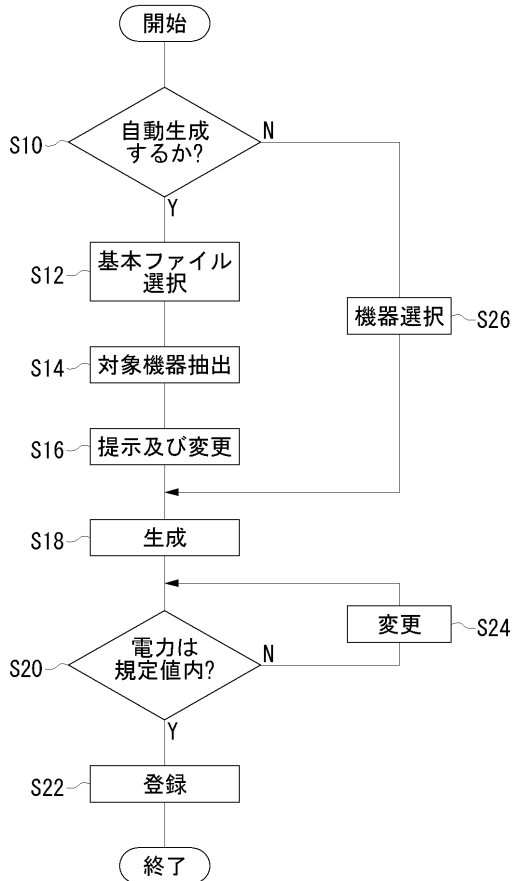 開始
S10
自動生成
するか?
N
Y
S12
基本ファイル
選択
機器選択
S26
S14
対象機器抽出
S16
提示及び変更
S18
生成
変更
S24
S20
電力は
規定値内?
N
Y
S22
登録
終了